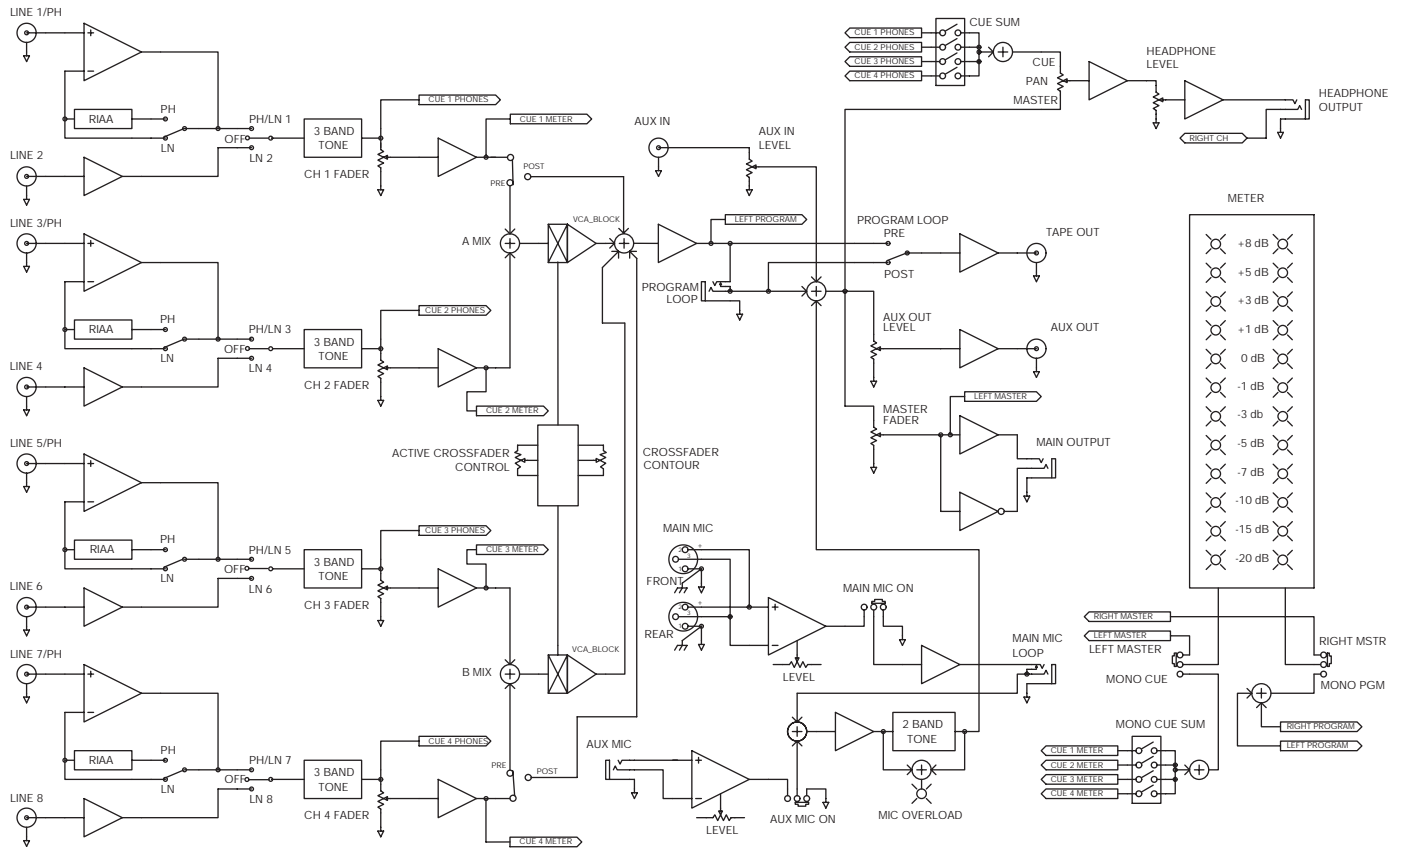 LINE 1/PH
+
−
RIAA
PH
LN
PH/LN 1
OFF
LN 2
LINE 2
3 BAND
TONE
CH 1 FADER
CUE 1 PHONES
CUE 1 METER
PRE
POST
LINE 3/PH
+
−
RIAA
PH
LN
PH/LN 3
OFF
LN 4
LINE 4
3 BAND
TONE
CH 2 FADER
CUE 2 PHONES
CUE 2 METER
A MIX
VCA_BLOCK
ACTIVE CROSSFADER
CONTROL
CROSSFADER
CONTOUR
LINE 5/PH
+
−
RIAA
PH
LN
PH/LN 5
OFF
LN 6
LINE 6
3 BAND
TONE
CH 3 FADER
CUE 3 PHONES
CUE 3 METER
B MIX
VCA_BLOCK
LINE 7/PH
+
−
RIAA
PH
LN
PH/LN 7
OFF
LN 8
LINE 8
3 BAND
TONE
CH 4 FADER
CUE 4 PHONES
CUE 4 METER
PRE
POST
AUX IN
AUX IN
LEVEL
LEFT PROGRAM
PROGRAM
LOOP
PROGRAM LOOP
PRE
POST
TAPE OUT
AUX OUT
LEVEL
AUX OUT
MASTER
FADER
LEFT MASTER
MAIN OUTPUT
CUE 1 PHONES
CUE 2 PHONES
CUE 3 PHONES
CUE 4 PHONES
CUE SUM
CUE
PAN
MASTER
HEADPHONE
LEVEL
HEADPHONE
OUTPUT
RIGHT CH
MAIN MIC
2
3
1
+
FRONT
2
3
1
+
REAR
+
−
LEVEL
MAIN MIC ON
MAIN MIC
LOOP
AUX MIC
+
−
LEVEL
AUX MIC ON
2 BAND
TONE
MIC OVERLOAD
METER
+8 dB
+5 dB
+3 dB
+1 dB
0 dB
-1 dB
-3 db
-5 dB
-7 dB
-10 dB
-15 dB
-20 dB
RIGHT MASTER
LEFT MASTER
LEFT MASTER
MONO CUE
RIGHT MSTR
MONO PGM
RIGHT PROGRAM
LEFT PROGRAM
MONO CUE SUM
CUE 1 METER
CUE 2 METER
CUE 3 METER
CUE 4 METER